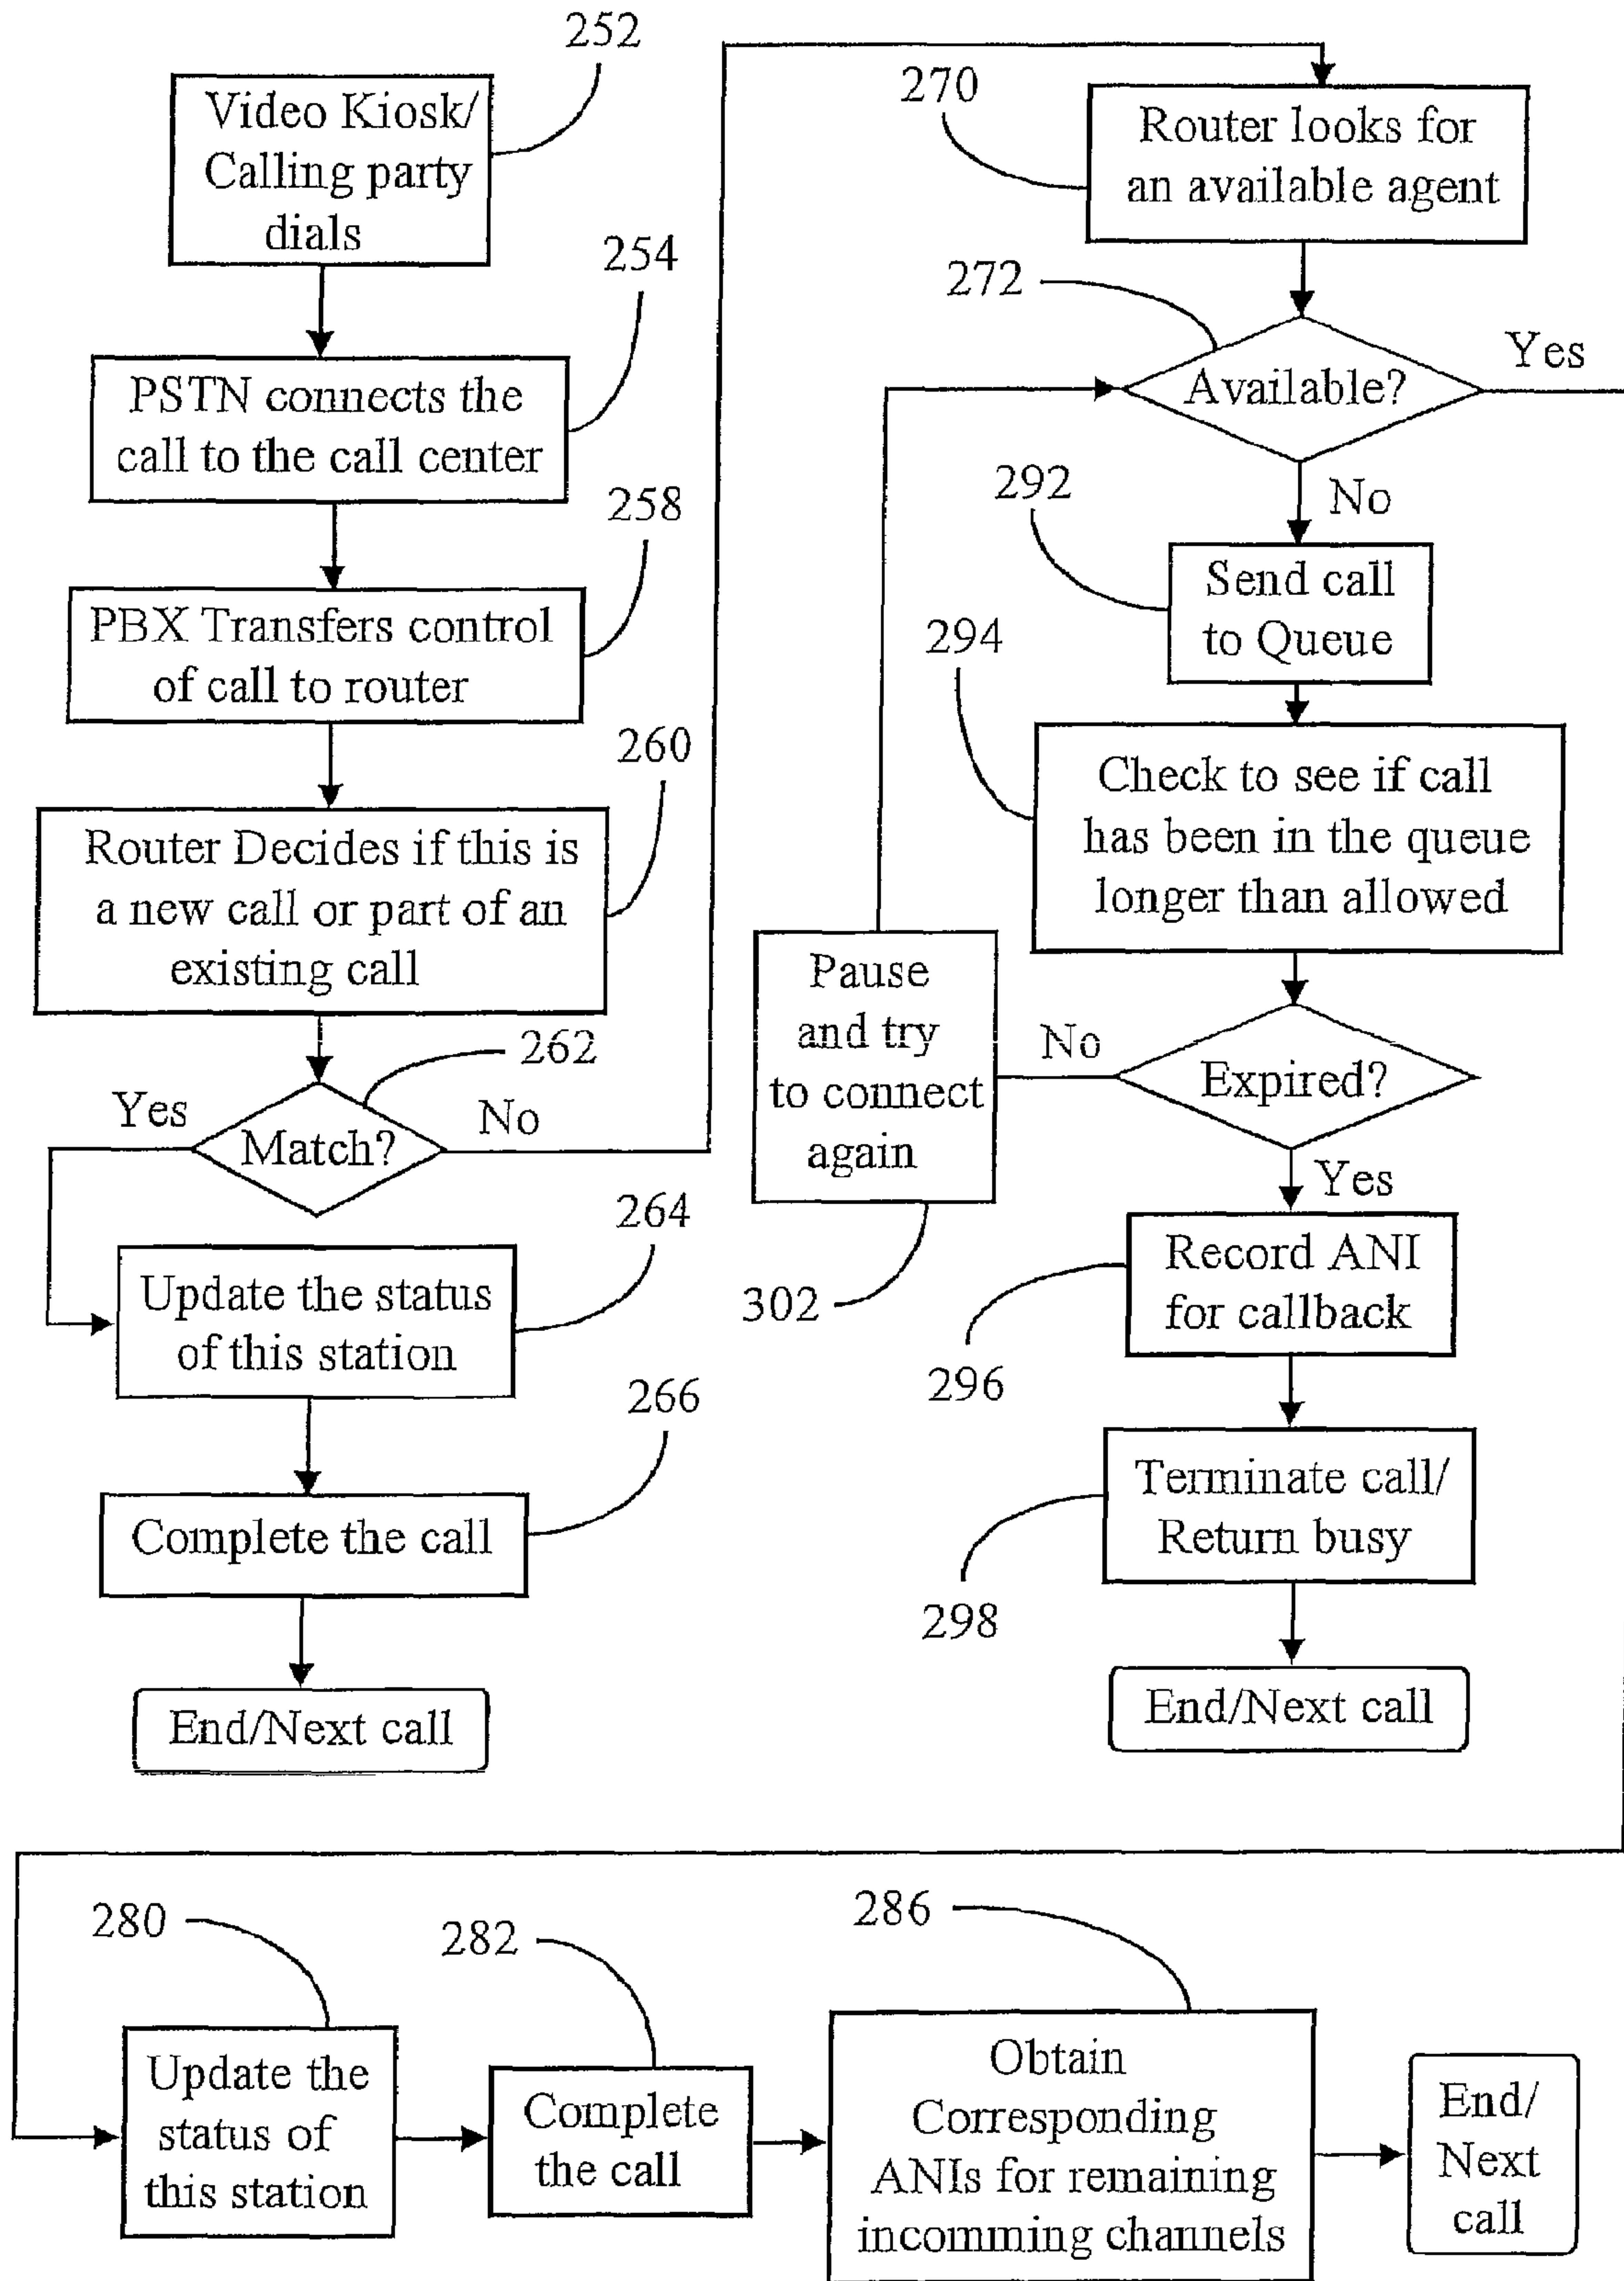 252
Video Kiosk/
Calling party
dials
254
PSTN connects the
call to the call center
258
PBX Transfers control
of call to router
260
Router Decides if this is
a new call or part of an
existing call
262
Yes
Match?
No
264
Update the status
of this station
266
Complete the call
End/Next call
270
Router looks for
an available agent
272
Available?
Yes
No
292
Send call
to Queue
294
Check to see if call
has been in the queue
longer than allowed
Pause
and try
to connect
again
302
No
Expired?
Yes
Record ANI
for callback
296
Terminate call/
Return busy
298
End/Next call
280
Update the
status of
this station
282
Complete
the call
286
Obtain
Corresponding
ANIs for remaining
incomming channels
End/
Next
call